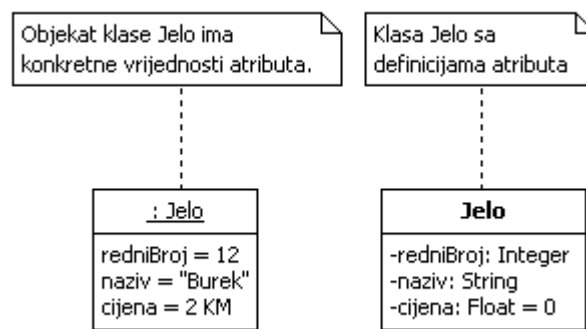 Objekat klase Jelo ima
konkretne vrijednosti atributa.
: Jelo
redniBroj = 12
naziv = "Burek"
cijena = 2 KM
Klasa Jelo sa
definicijama atributa
Jelo
-redniBroj: Integer
-naziv: String
-cijena: Float = 0